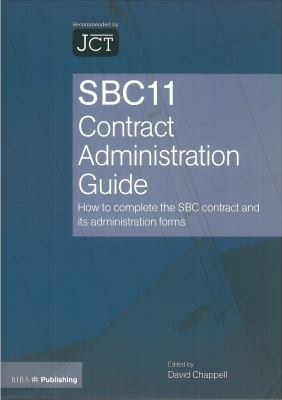 Recommended by
JCT
SBC11
Contract
Administration
Guide
How to complete the SBC contract and
its administration forms
Edited by
David Chappell
RIBA Publishing